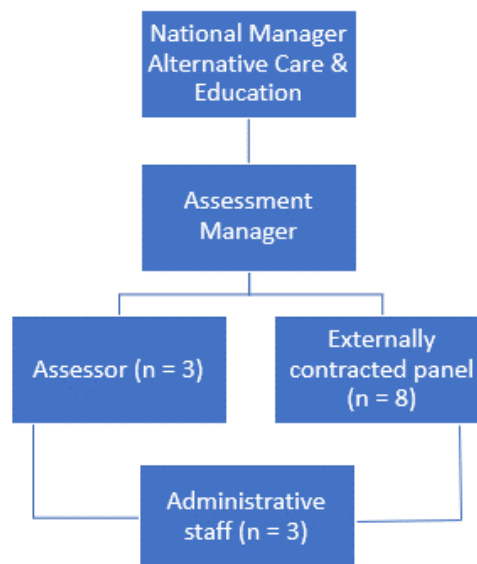 National Manager
Alternative Care &
Education
Assessment
Manager
Assessor (n = 3)
Externally
contracted panel
(n = 8)
Administrative
staff (n = 3)